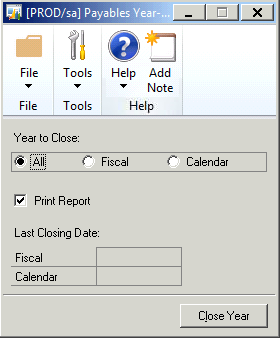 [PROD/sa] Payables Year-...
File Tools Help Add Note
File Tools Help
Year to Close:
All Fiscal Calendar
Print Report
Last Closing Date:
Fiscal
Calendar
Close Year